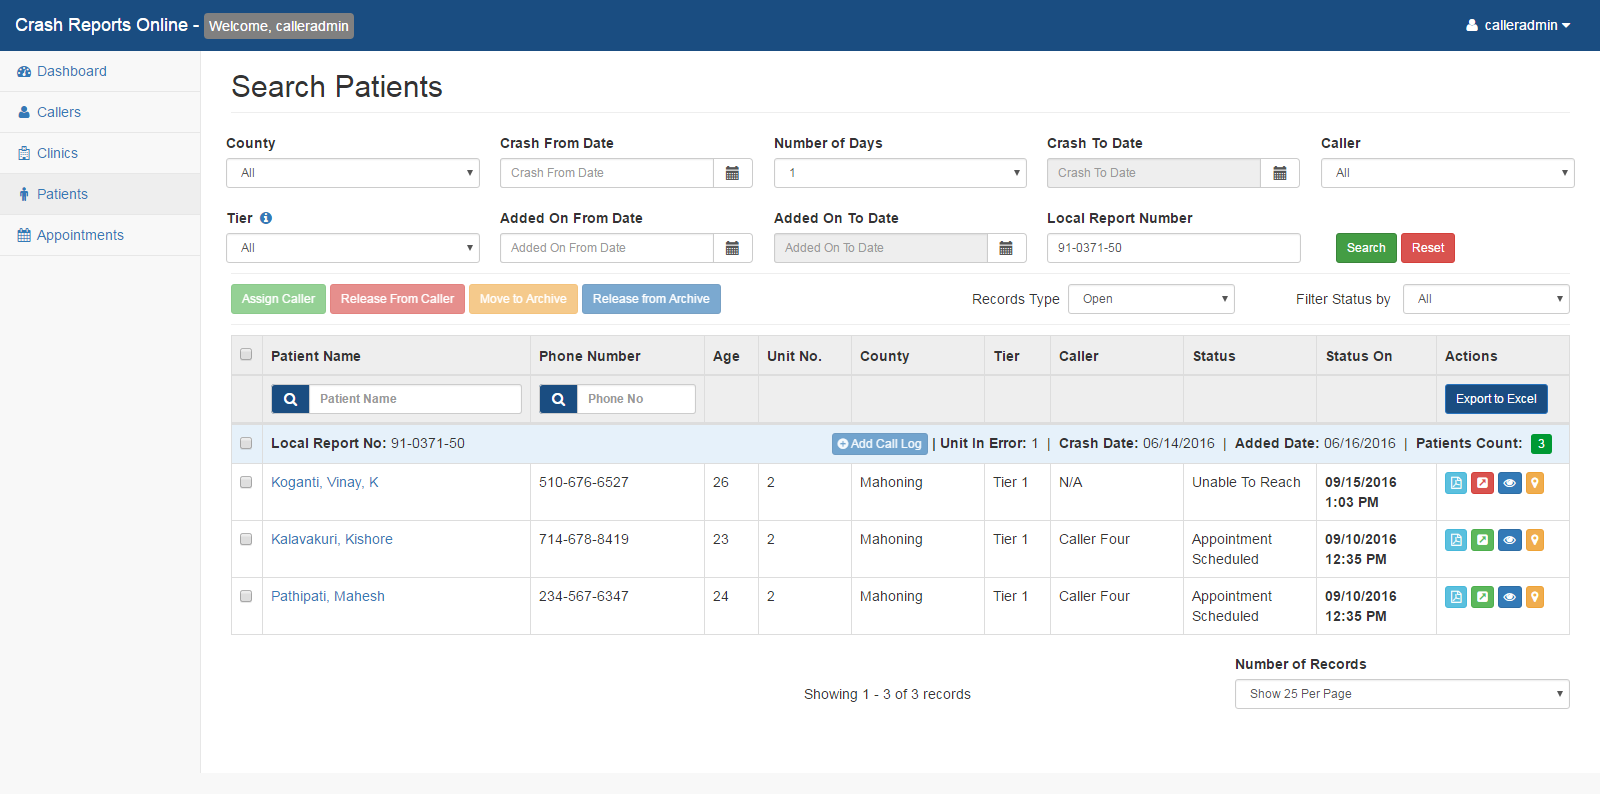 Crash Reports Online - Welcome, calleradmin
calleradmin
Dashboard
Callers
Clinics
Patients
Appointments
Search Patients
County Crash From Date Number of Days Crash To Date Caller
All Crash From Date 1 Crash To Date All
Tier Added On From Date Added On To Date Local Report Number
All Added On From Date Added On To Date 91-0371-50 Search Reset
Assign Caller Release From Caller Move to Archive Release from Archive Records Type Open Filter Status by All
Patient Name Phone Number Age Unit No. County Tier Caller Status Status On Actions
Patient Name Phone No Export to Excel
Local Report No: 91-0371-50 Add Call Log | Unit In Error: 1 | Crash Date: 06/14/2016 | Added Date: 06/16/2016 | Patients Count: 3
Koganti, Vinay, K 510-676-6527 26 2 Mahoning Tier 1 N/A Unable To Reach 09/15/2016
1:03 PM
Kalavakuri, Kishore 714-678-8419 23 2 Mahoning Tier 1 Caller Four Appointment 09/10/2016
Scheduled 12:35 PM
Pathipati, Mahesh 234-567-6347 24 2 Mahoning Tier 1 Caller Four Appointment 09/10/2016
Scheduled 12:35 PM
Number of Records
Showing 1 - 3 of 3 records Show 25 Per Page